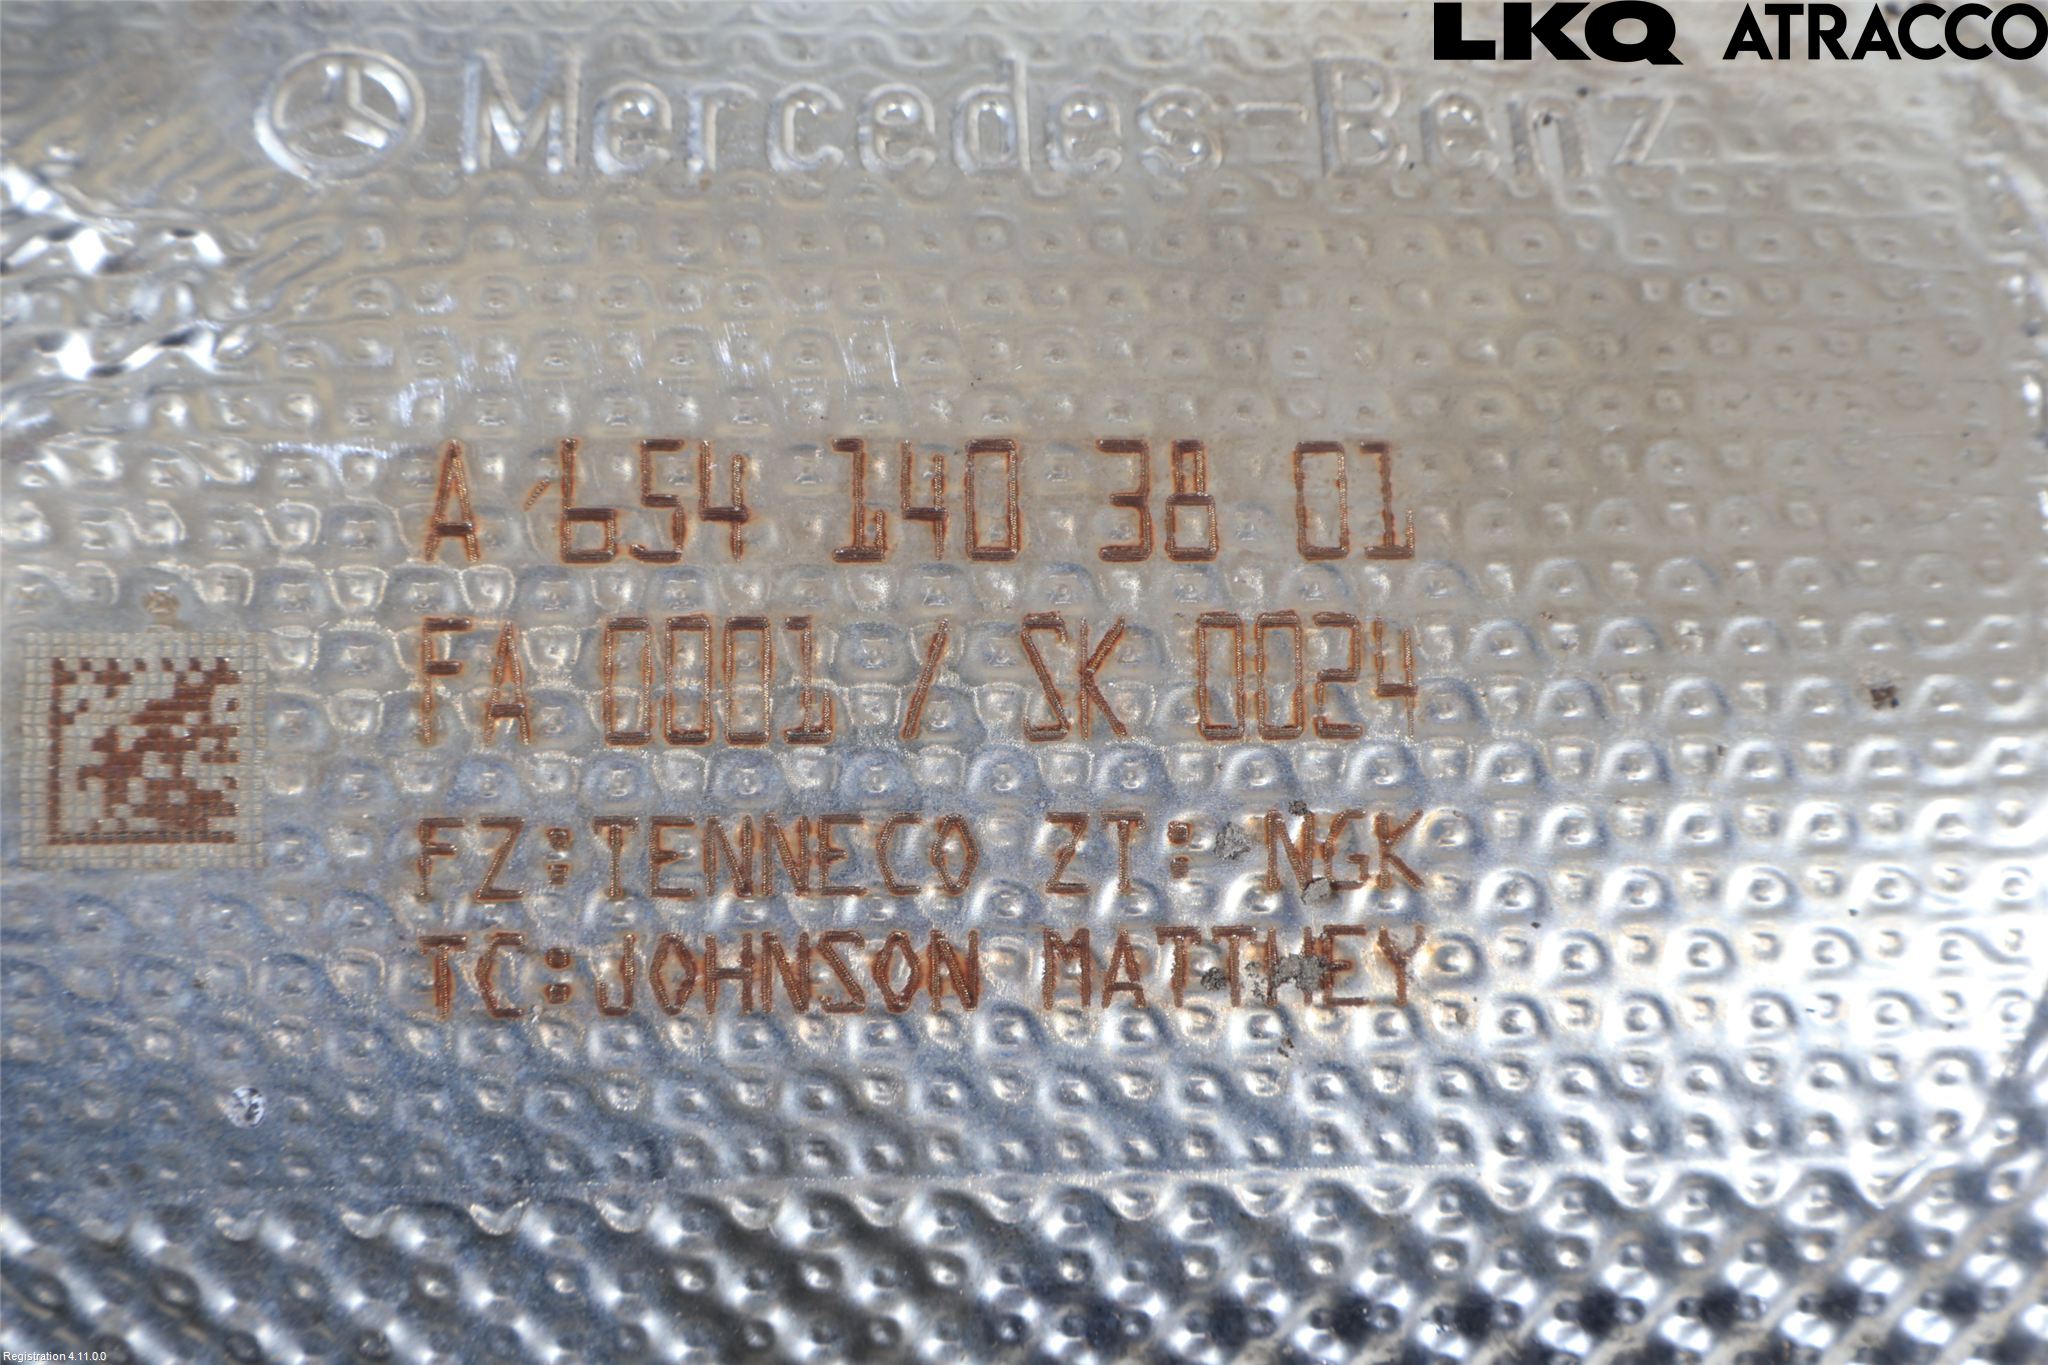 LKQ ATRACCO
Mercedes-Benz
A 654 140 38 01
FA 0001 / SK 0024
FZ:TENNECO ZT: NGK
TC:JOHNSON MATTHEY
Registration 4.11.0.0